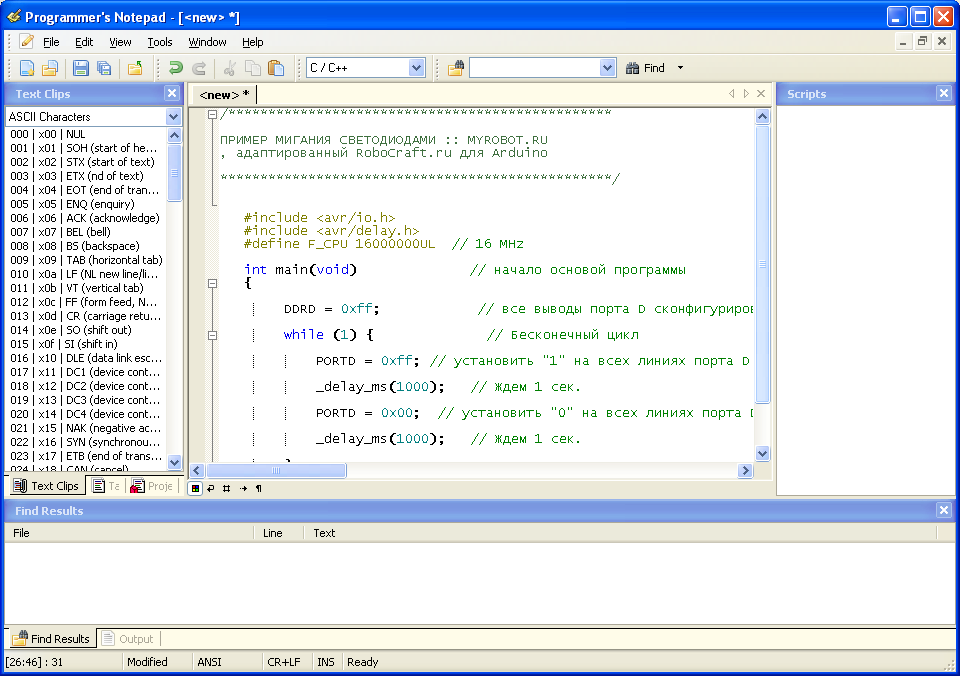 Programmer's Notepad - [<new> *]
File Edit View Tools Window Help
C / C++ Find
Text Clips
ASCII Characters
000 | x00 | NUL
001 | x01 | SOH (start of he...
002 | x02 | STX (start of text)
003 | x03 | ETX (nd of text)
004 | x04 | EOT (end of tran...
005 | x05 | ENQ (enquiry)
006 | x06 | ACK (acknowledge)
007 | x07 | BEL (bell)
008 | x08 | BS (backspace)
009 | x09 | TAB (horizontal tab)
010 | x0a | LF (NL new line/li...
011 | x0b | VT (vertical tab)
012 | x0c | FF (form feed, N...
013 | x0d | CR (carriage retu...
014 | x0e | SO (shift out)
015 | x0f | SI (shift in)
016 | x10 | DLE (data link esc...
017 | x11 | DC1 (device cont...
018 | x12 | DC2 (device cont...
019 | x13 | DC3 (device cont...
020 | x14 | DC4 (device cont...
021 | x15 | NAK (negative ac...
022 | x16 | SYN (synchronou...
023 | x17 | ETB (end of trans...
024 | x18 | CAN (cancel)
Text Clips Ta Proje
<new> *
/************************************************
ПРИМЕР МИГАНИЯ СВЕТОДИОДАМИ :: MYROBOT.RU
, адаптированный RoboCraft.ru для Arduino
*************************************************/
#include <avr/io.h>
#include <avr/delay.h>
#define F_CPU 16000000UL // 16 MHz
int main(void) // начало основой программы
{
DDRD = 0xff; // все выводы порта D сконфигуриров
while (1) { // Бесконечный цикл
PORTD = 0xff; // установить "1" на всех линиях порта D
_delay_ms(1000); // Ждем 1 сек.
PORTD = 0x00; // установить "0" на всех линиях порта D
_delay_ms(1000); // Ждем 1 сек.
}
Scripts
Find Results
File Line Text
Find Results Output
[26:46] : 31 Modified ANSI CR+LF INS Ready